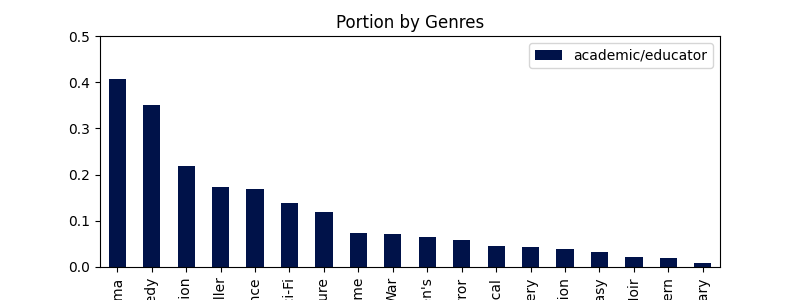 Portion by Genres
academic/educator
0.5
0.4
0.3
0.2
0.1
0.0
ma
edy
ion
ller
nce
i-Fi
ure
me
War
en's
rror
cal
ery
ion
asy
loir
ern
ary